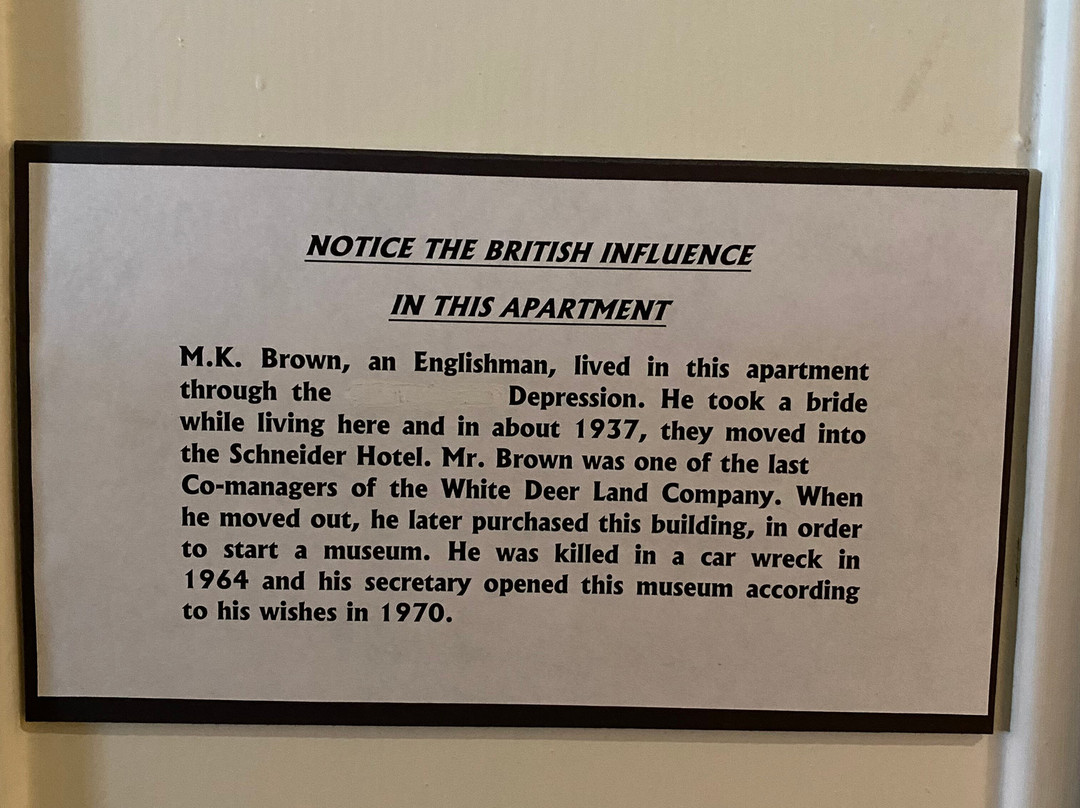 NOTICE THE BRITISH INFLUENCE
IN THIS APARTMENT
M.K. Brown, an Englishman, lived in this apartment
through the Depression. He took a bride
while living here and in about 1937, they moved into
the Schneider Hotel. Mr. Brown was one of the last
Co-managers of the White Deer Land Company. When
he moved out, he later purchased this building, in order
to start a museum. He was killed in a car wreck in
1964 and his secretary opened this museum according
to his wishes in 1970.